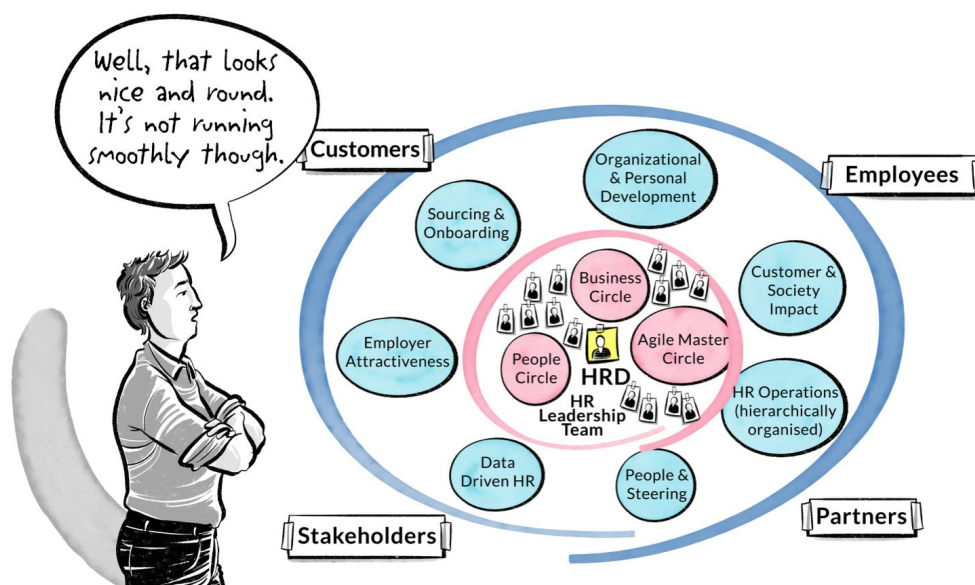 Well, that looks
nice and round.
It's not running
smoothly though.
Customers
Employees
Organizational
& Personal
Development
Sourcing &
Onboarding
Business
Circle
Customer &
Society
Impact
Employer
Attractiveness
People
Circle
Agile Master
Circle
HRD
HR
Leadership
Team
HR Operations
(hierarchically
organised)
Data
Driven HR
People &
Steering
Stakeholders
Partners